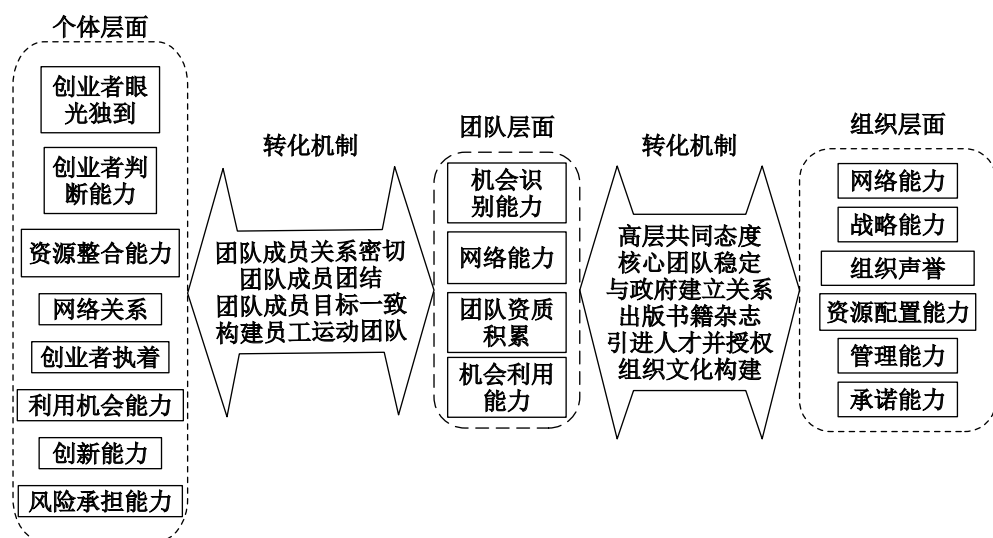 个体层面
创业者眼
光独到
创业者判
断能力
资源整合能力
网络关系
创业者执着
利用机会能力
创新能力
风险承担能力
转化机制
团队成员关系密切
团队成员团结
团队成员目标一致
构建员工运动团队
团队层面
机会识
别能力
网络能力
团队资质
积累
机会利用
能力
转化机制
高层共同态度
核心团队稳定
与政府建立关系
出版书籍杂志
引进人才并授权
组织文化构建
组织层面
网络能力
战略能力
组织声誉
资源配置能力
管理能力
承诺能力